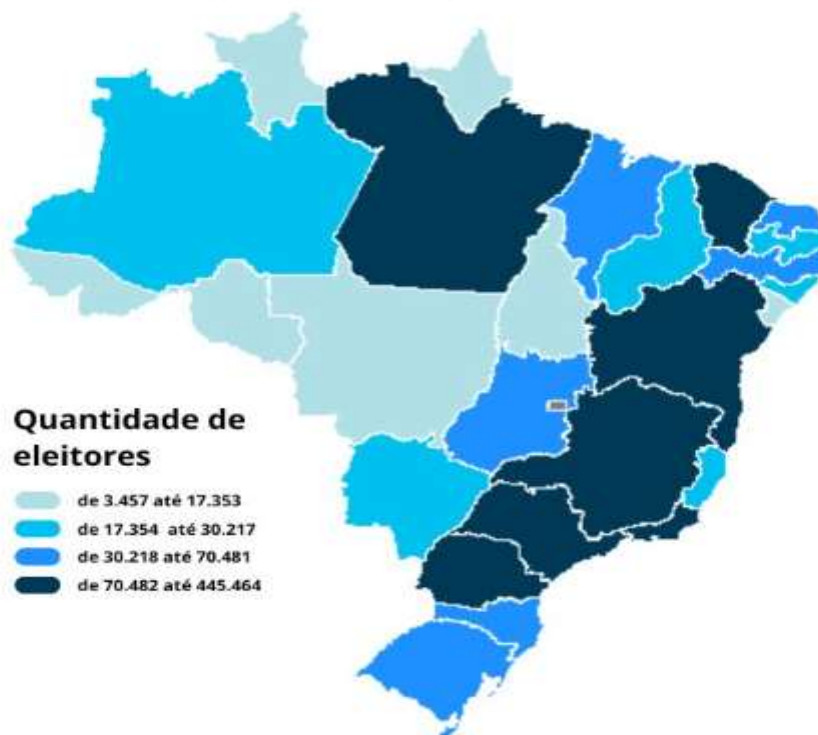 Quantidade de
eleitores
de 3.457 até 17.353
de 17.354 até 30.217
de 30.218 até 70.481
de 70.482 até 445.464